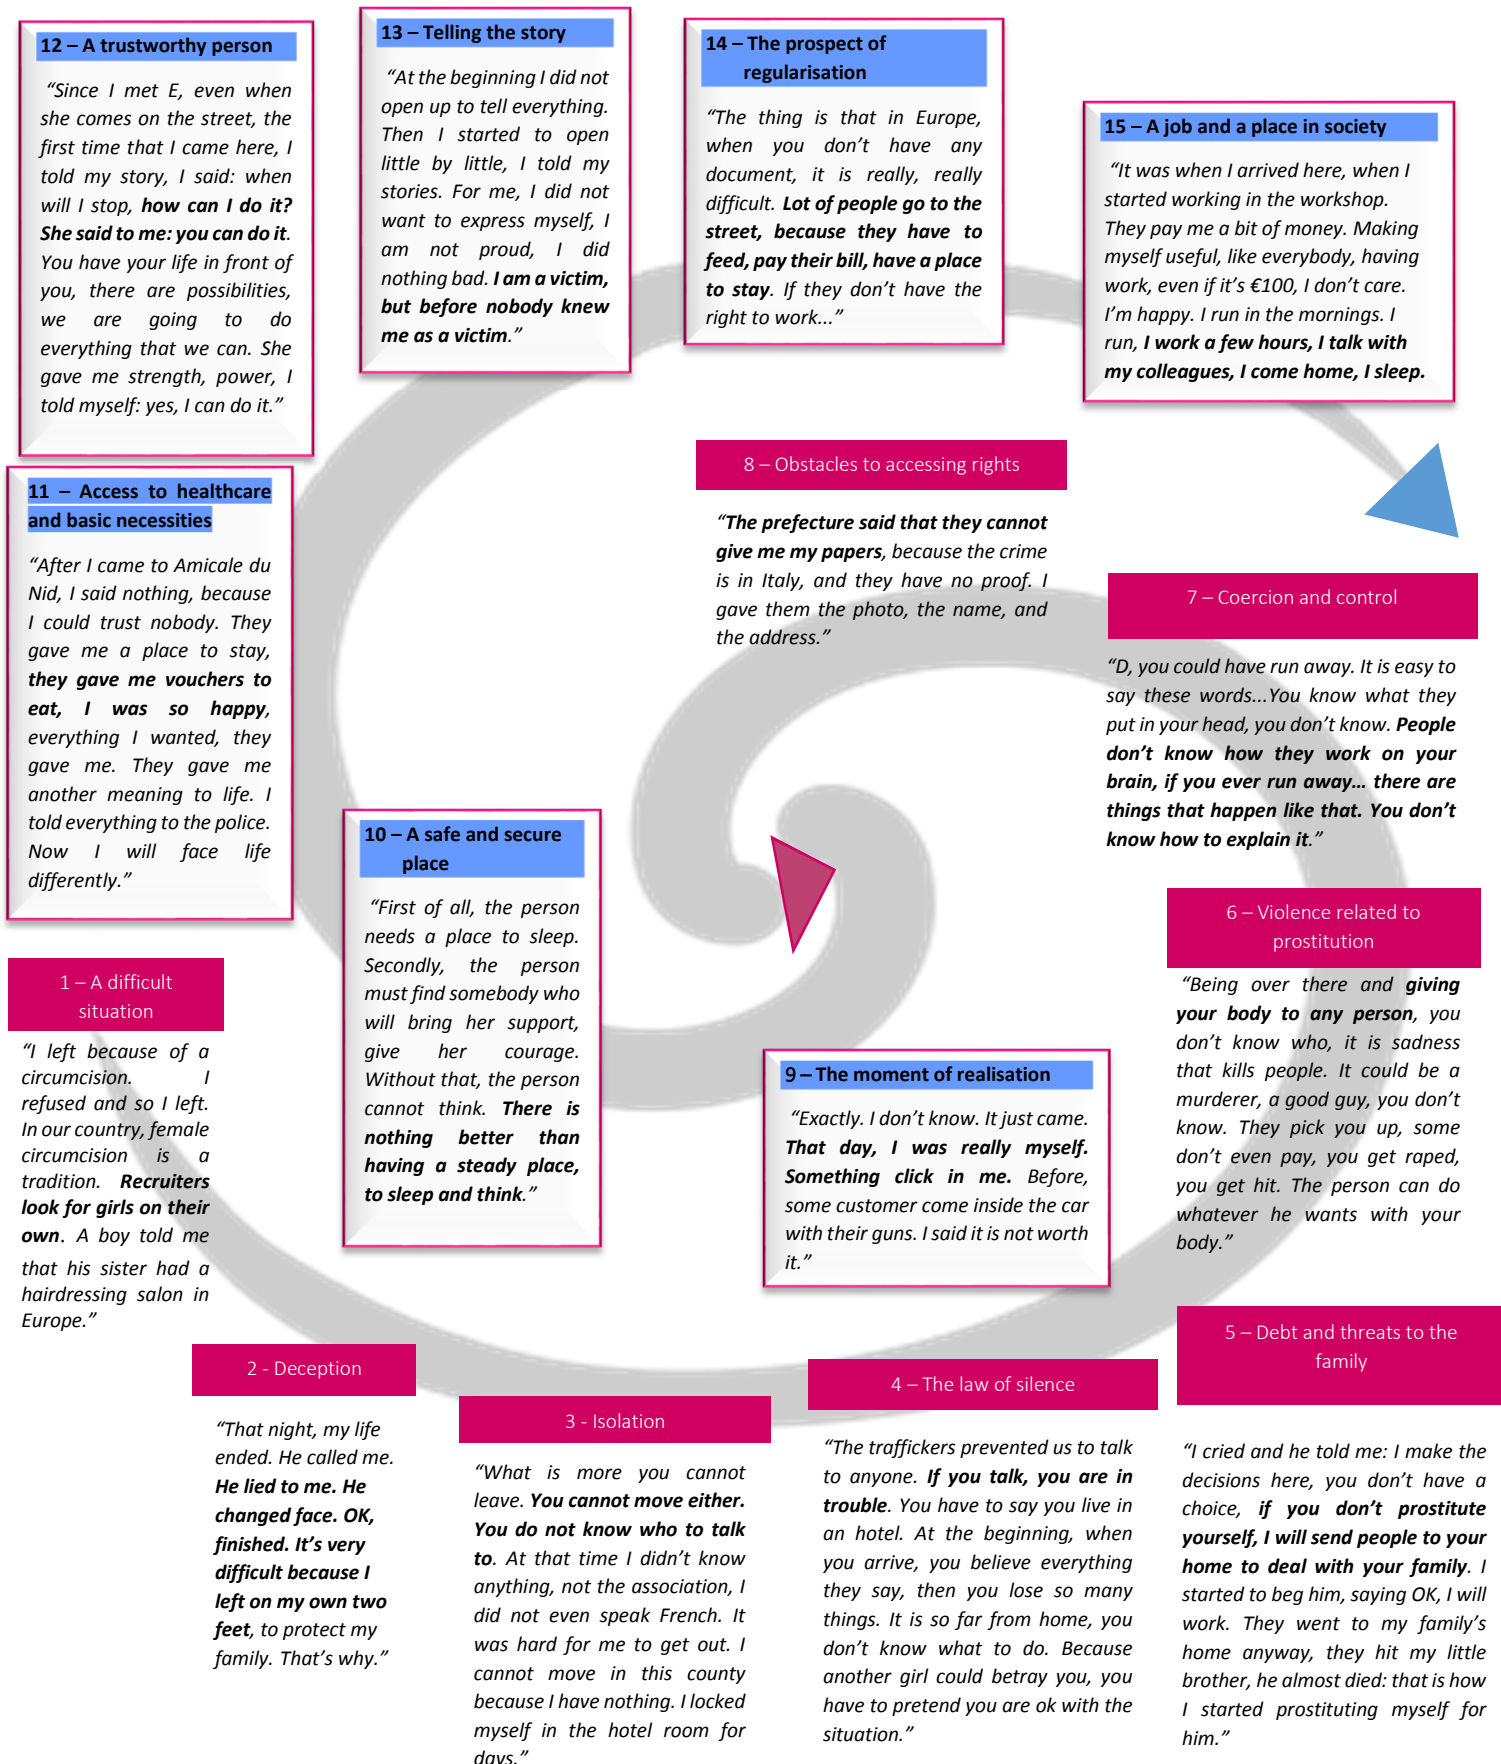 12 – A trustworthy person
“Since I met E, even when
she comes on the street, the
first time that I came here, I
told my story, I said: when
will I stop, how can I do it?
She said to me: you can do it.
You have your life in front of
you, there are possibilities,
we are going to do
everything that we can. She
gave me strength, power, I
told myself: yes, I can do it.”
13 – Telling the story
“At the beginning I did not
open up to tell everything.
Then I started to open
little by little, I told my
stories. For me, I did not
want to express myself, I
am not proud, I did
nothing bad. I am a victim,
but before nobody knew
me as a victim.”
14 – The prospect of
regularisation
“The thing is that in Europe,
when you don’t have any
document, it is really, really
difficult. Lot of people go to the
street, because they have to
feed, pay their bill, have a place
to stay. If they don’t have the
right to work...”
15 – A job and a place in society
“It was when I arrived here, when I
started working in the workshop.
They pay me a bit of money. Making
myself useful, like everybody, having
work, even if it’s €100, I don’t care.
I’m happy. I run in the mornings. I
run, I work a few hours, I talk with
my colleagues, I come home, I sleep.
11 – Access to healthcare
and basic necessities
“After I came to Amicale du
Nid, I said nothing, because
I could trust nobody. They
gave me a place to stay,
they gave me vouchers to
eat, I was so happy,
everything I wanted, they
gave me. They gave me
another meaning to life. I
told everything to the police.
Now I will face life
differently.”
8 – Obstacles to accessing rights
“The prefecture said that they cannot
give me my papers, because the crime
is in Italy, and they have no proof. I
gave them the photo, the name, and
the address.”
7 – Coercion and control
“D, you could have run away. It is easy to
say these words...You know what they
put in your head, you don’t know. People
don’t know how they work on your
brain, if you ever run away… there are
things that happen like that. You don’t
know how to explain it.”
10 – A safe and secure
place
“First of all, the person
needs a place to sleep.
Secondly, the person
must find somebody who
will bring her support,
give her courage.
Without that, the person
cannot think. There is
nothing better than
having a steady place,
to sleep and think.”
6 – Violence related to
prostitution
“Being over there and giving
your body to any person, you
don’t know who, it is sadness
that kills people. It could be a
murderer, a good guy, you don’t
know. They pick you up, some
don’t even pay, you get raped,
you get hit. The person can do
whatever he wants with your
body.”
9 – The moment of realisation
“Exactly. I don’t know. It just came.
That day, I was really myself.
Something click in me. Before,
some customer come inside the car
with their guns. I said it is not worth
it.”
1 – A difficult
situation
“I left because of a
circumcision. I
refused and so I left.
In our country, female
circumcision is a
tradition. Recruiters
look for girls on their
own. A boy told me
that his sister had a
hairdressing salon in
Europe.”
2 - Deception
“That night, my life
ended. He called me.
He lied to me. He
changed face. OK,
finished. It’s very
difficult because I
left on my own two
feet, to protect my
family. That’s why.”
3 - Isolation
“What is more you cannot
leave. You cannot move either.
You do not know who to talk
to. At that time I didn’t know
anything, not the association, I
did not even speak French. It
was hard for me to get out. I
cannot move in this county
because I have nothing. I locked
myself in the hotel room for
days.”
4 – The law of silence
“The traffickers prevented us to talk
to anyone. If you talk, you are in
trouble. You have to say you live in
an hotel. At the beginning, when
you arrive, you believe everything
they say, then you lose so many
things. It is so far from home, you
don’t know what to do. Because
another girl could betray you, you
have to pretend you are ok with the
situation.”
5 – Debt and threats to the
family
“I cried and he told me: I make the
decisions here, you don’t have a
choice, if you don’t prostitute
yourself, I will send people to your
home to deal with your family. I
started to beg him, saying OK, I will
work. They went to my family’s
home anyway, they hit my little
brother, he almost died: that is how
I started prostituting myself for
him.”